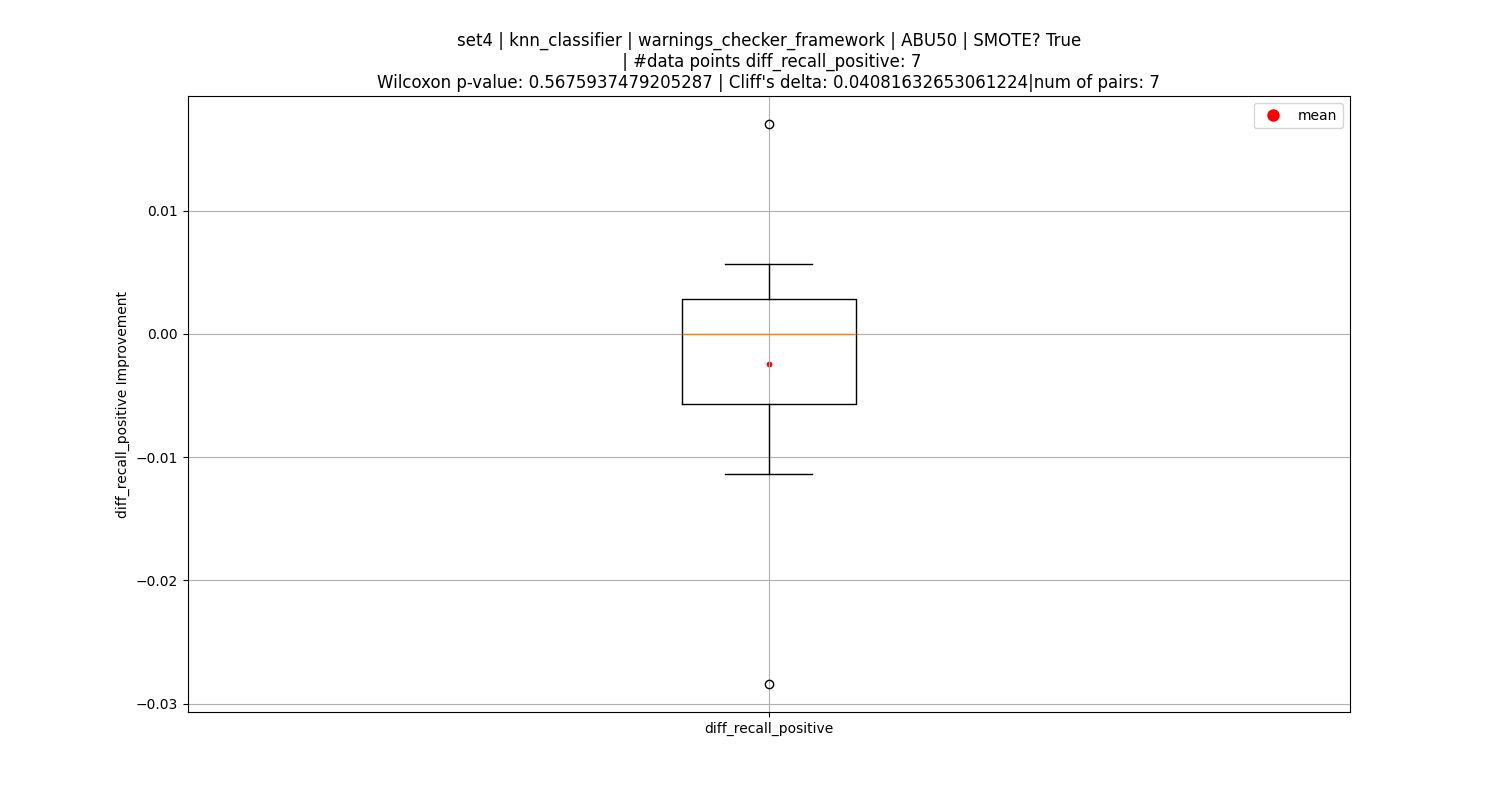 set4 | knn_classifier | warnings_checker_framework | ABU50 | SMOTE? True
| #data points diff_recall_positive: 7
Wilcoxon p-value: 0.5675937479205287 | Cliff's delta: 0.04081632653061224|num of pairs: 7
mean
0.01
0.00
−0.01
−0.02
−0.03
diff_recall_positive Improvement
diff_recall_positive